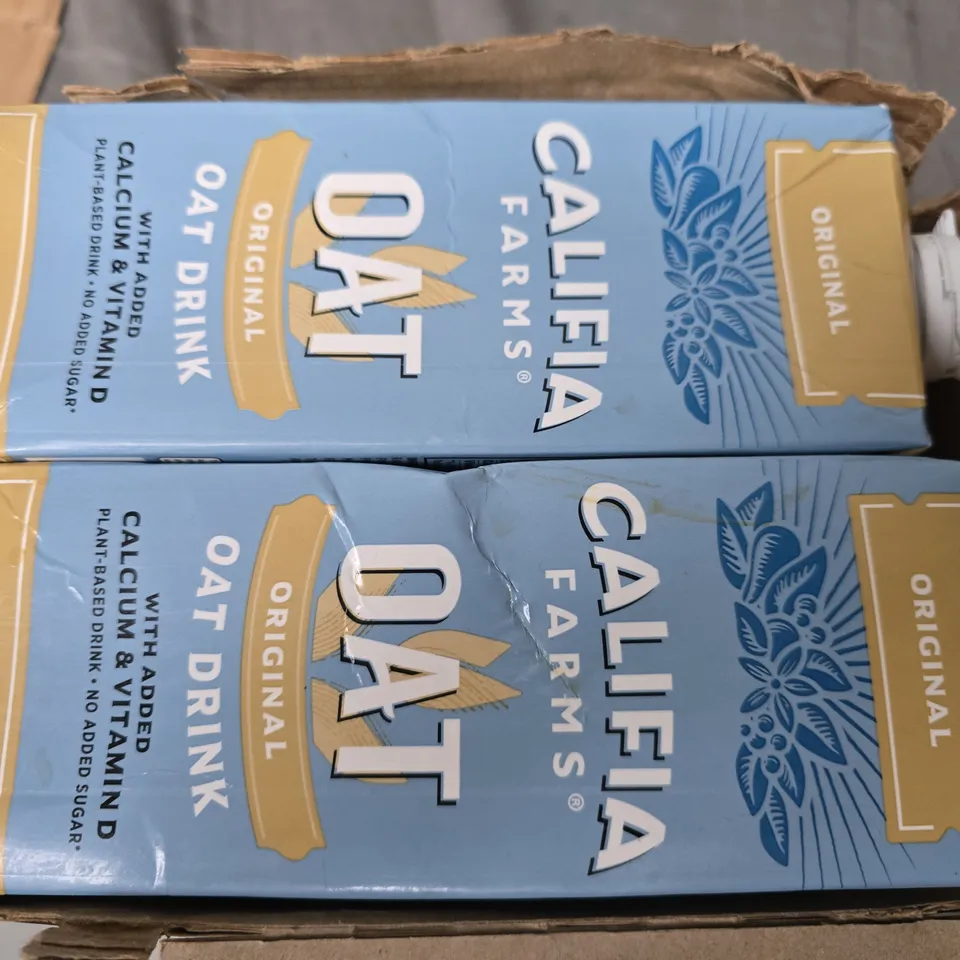 ORIGINAL
CALIFIA
FARMS®
OAT
ORIGINAL
OAT DRINK
WITH ADDED
CALCIUM & VITAMIN D
PLANT-BASED DRINK • NO ADDED SUGAR*
ORIGINAL
CALIFIA
FARMS®
OAT
ORIGINAL
OAT DRINK
WITH ADDED
CALCIUM & VITAMIN D
PLANT-BASED DRINK • NO ADDED SUGAR*